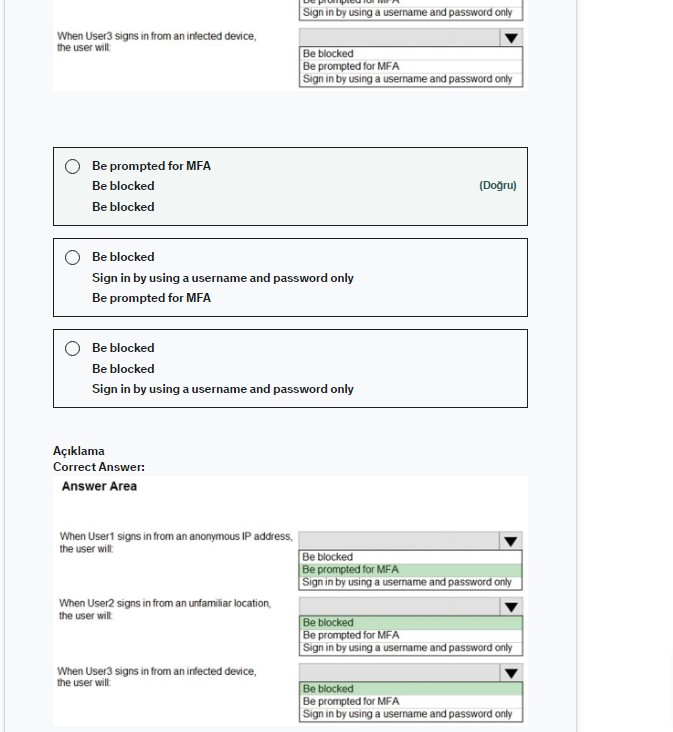 Be prompted for MFA
Sign in by using a username and password only
When User3 signs in from an infected device,
the user will:
Be blocked
Be prompted for MFA
Sign in by using a username and password only
Be prompted for MFA
Be blocked
(Doğru)
Be blocked
Be blocked
Sign in by using a username and password only
Be prompted for MFA
Be blocked
Be blocked
Sign in by using a username and password only
Açıklama
Correct Answer:
Answer Area
When User1 signs in from an anonymous IP address,
the user will:
Be blocked
Be prompted for MFA
Sign in by using a username and password only
When User2 signs in from an unfamiliar location,
the user will:
Be blocked
Be prompted for MFA
Sign in by using a username and password only
When User3 signs in from an infected device,
the user will:
Be blocked
Be prompted for MFA
Sign in by using a username and password only